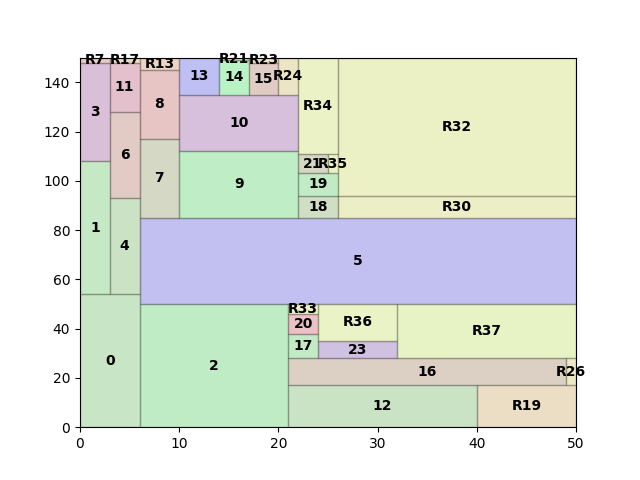 R7 R17 R13 R21 R23
140 3 11 8 13 14 15 R24 R34 R32
120 6 10
100 7 9 21 R35 19 18 R30
80 1 4
60 5
40 R33 20 R36 R37
17 23
20 0 2 16 R26
0 12 R19
0 10 20 30 40 50